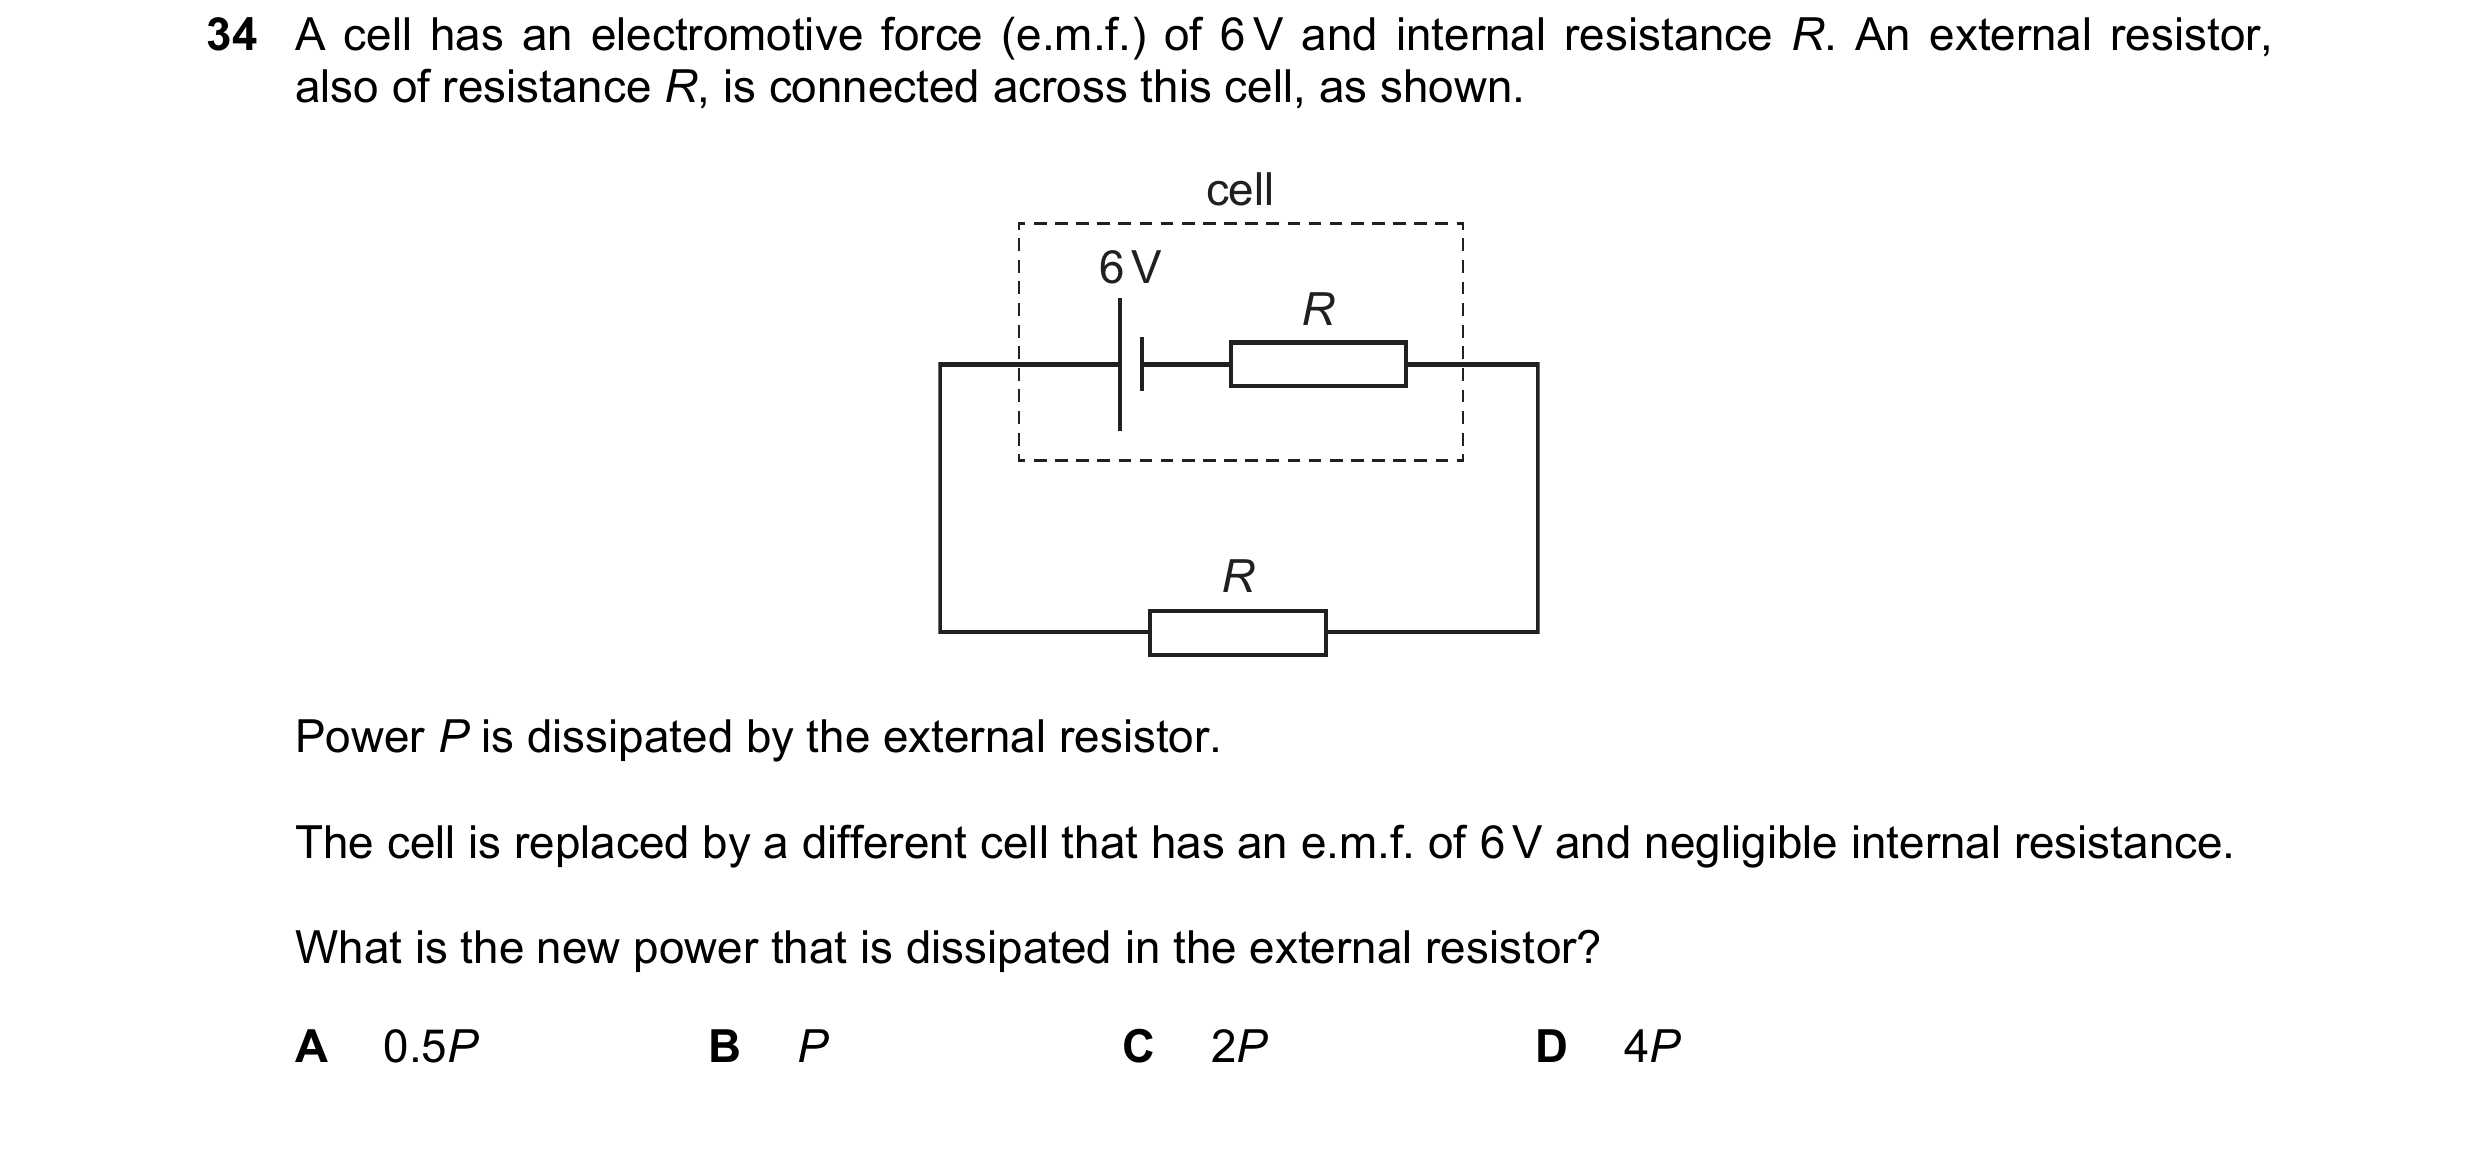 34 A cell has an electromotive force (e.m.f.) of 6 V and internal resistance R. An external resistor,
also of resistance R, is connected across this cell, as shown.
cell
6 V
R
R
Power P is dissipated by the external resistor.
The cell is replaced by a different cell that has an e.m.f. of 6 V and negligible internal resistance.
What is the new power that is dissipated in the external resistor?
A 0.5P B P C 2P D 4P